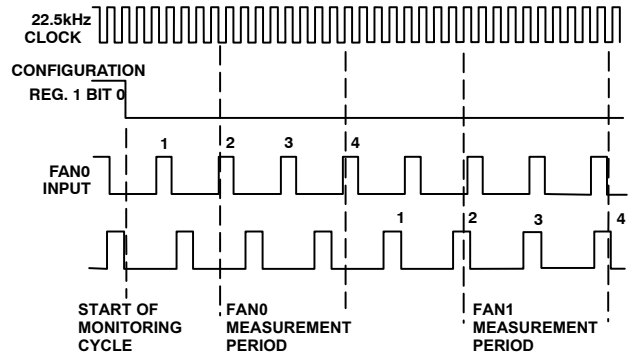 22.5kHz
CLOCK
CONFIGURATION
REG. 1 BIT 0
1 2 3 4
FAN0
INPUT
1 2 3 4
START OF
MONITORING
CYCLE
FAN0
MEASUREMENT
PERIOD
FAN1
MEASUREMENT
PERIOD